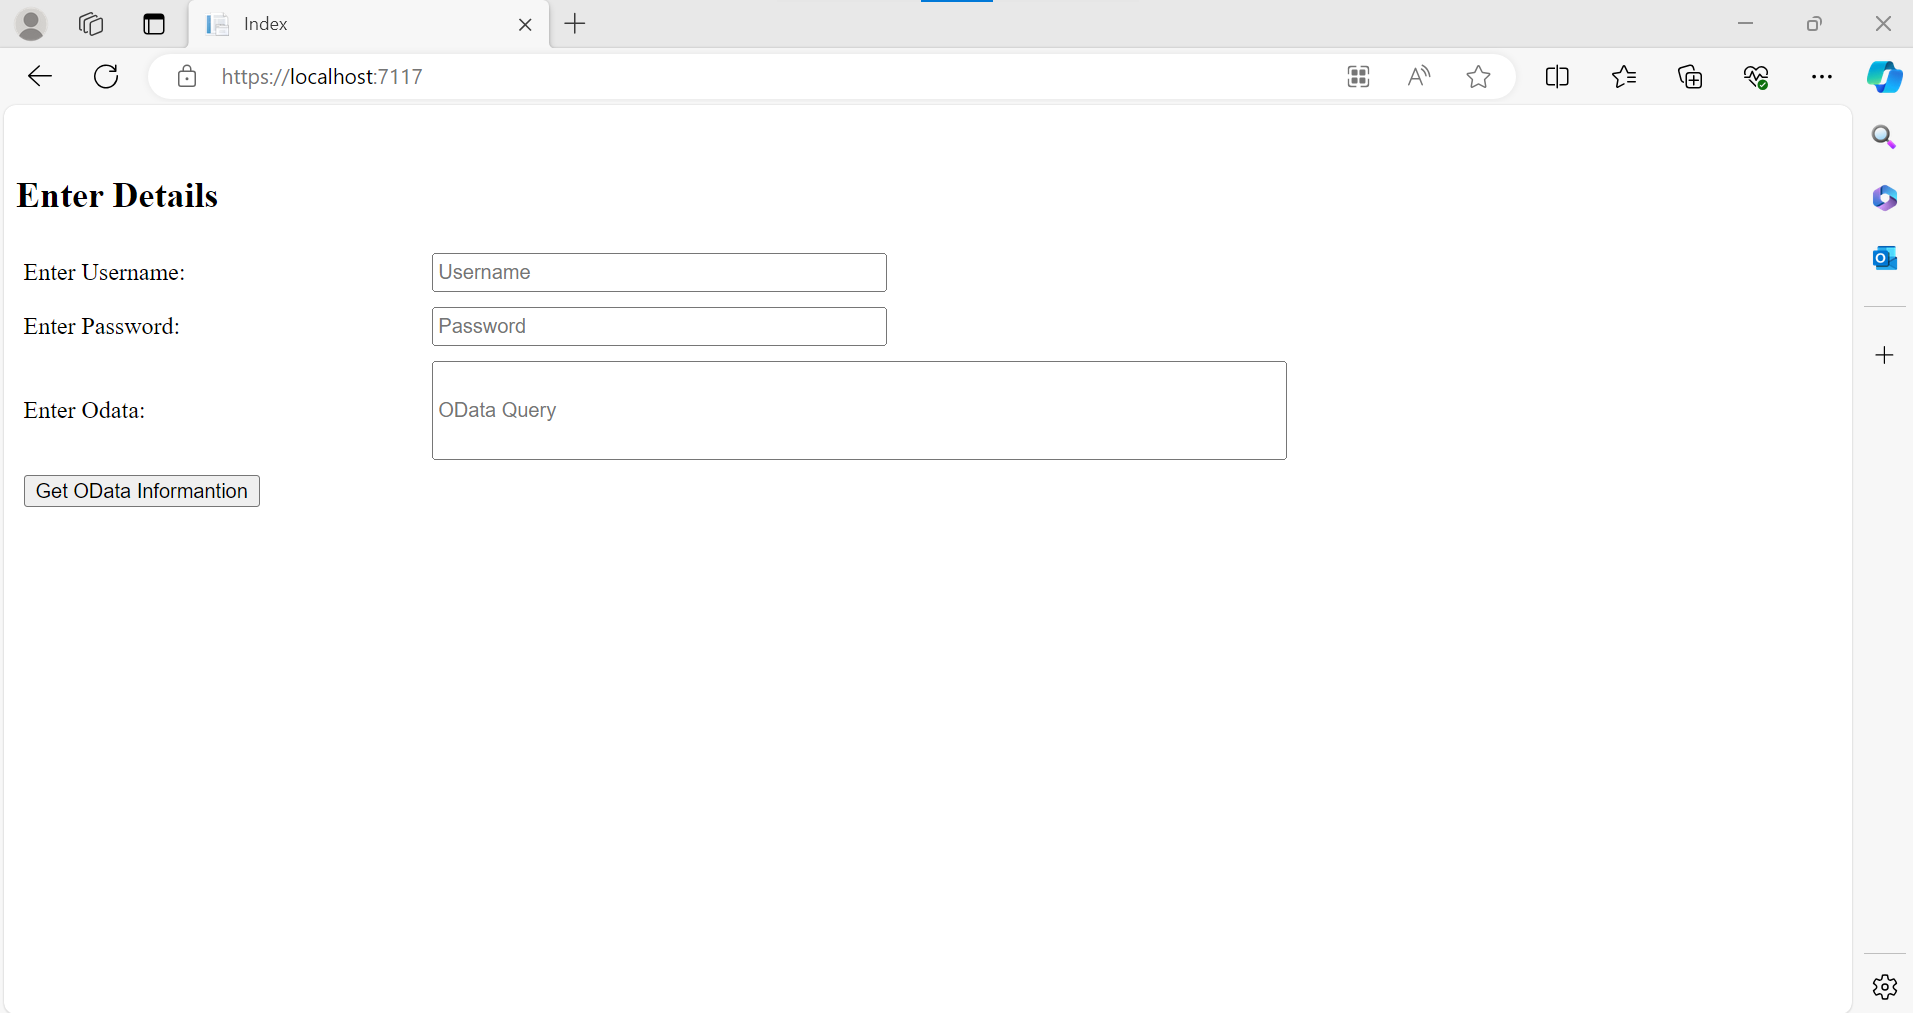 Index
https://localhost:7117
Enter Details
Enter Username:
Username
Enter Password:
Password
Enter Odata:
OData Query
Get OData Informantion